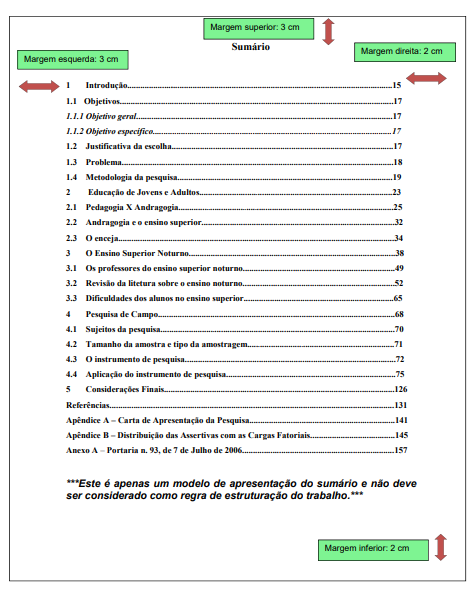 Margem superior: 3 cm
Sumário
Margem direita: 2 cm
Margem esquerda: 3 cm
1 Introdução...15
1.1 Objetivos...17
1.1.1 Objetivo geral...17
1.1.2 Objetivo específico...17
1.2 Justificativa da escolha...17
1.3 Problema...18
1.4 Metodologia da pesquisa...19
2 Educação de Jovens e Adultos...23
2.1 Pedagogia X Andragogia...25
2.2 Andragogia e o ensino superior...32
2.3 O enceja...34
3 O Ensino Superior Noturno...38
3.1 Os professores do ensino superior noturno...49
3.2 Revisão da litetura sobre o ensino noturno...52
3.3 Dificuldades dos alunos no ensino superior...65
4 Pesquisa de Campo...68
4.1 Sujeitos da pesquisa...70
4.2 Tamanho da amostra e tipo da amostragem...71
4.3 O instrumento de pesquisa...72
4.4 Aplicação do instrumento de pesquisa...75
5 Considerações Finais...126
Referências...131
Apêndice A – Carta de Apresentação da Pesquisa...141
Apêndice B – Distribuição das Assertivas com as Cargas Fatoriais...145
Anexo A – Portaria n. 93, de 7 de Julho de 2006...157
***Este é apenas um modelo de apresentação do sumário e não deve
ser considerado como regra de estruturação do trabalho.***
Margem inferior: 2 cm